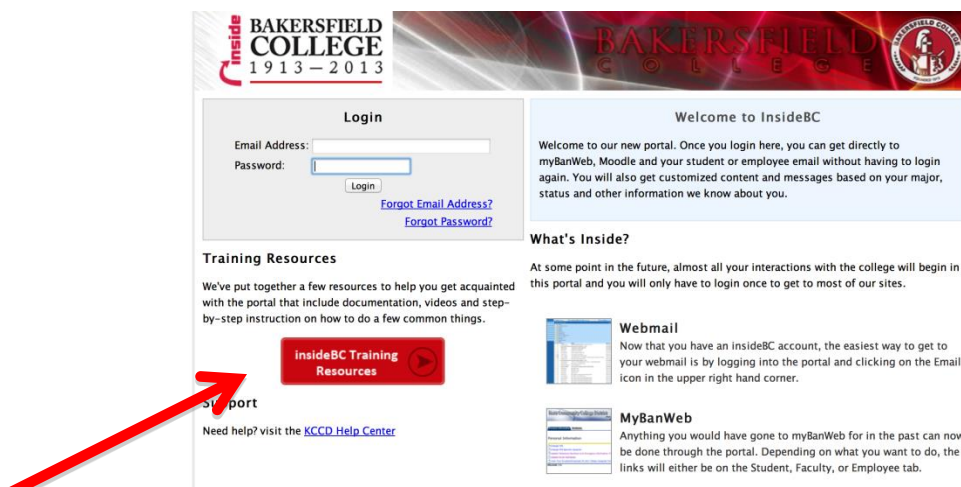 inside
BAKERSFIELD
COLLEGE
1913 – 2013
BAKERSFIELD
COLLEGE
Login
Email Address:
Password:
Login
Forgot Email Address?
Forgot Password?
Training Resources
We've put together a few resources to help you get acquainted
with the portal that include documentation, videos and step-
by-step instruction on how to do a few common things.
insideBC Training
Resources
Support
Need help? visit the KCCD Help Center
Welcome to InsideBC
Welcome to our new portal. Once you login here, you can get directly to
myBanWeb, Moodle and your student or employee email without having to login
again. You will also get customized content and messages based on your major,
status and other information we know about you.
What's Inside?
At some point in the future, almost all your interactions with the college will begin in
this portal and you will only have to login once to get to most of our sites.
Webmail
Now that you have an insideBC account, the easiest way to get to
your webmail is by logging into the portal and clicking on the Email
icon in the upper right hand corner.
MyBanWeb
Anything you would have gone to myBanWeb for in the past can now
be done through the portal. Depending on what you want to do, the
links will either be on the Student, Faculty, or Employee tab.